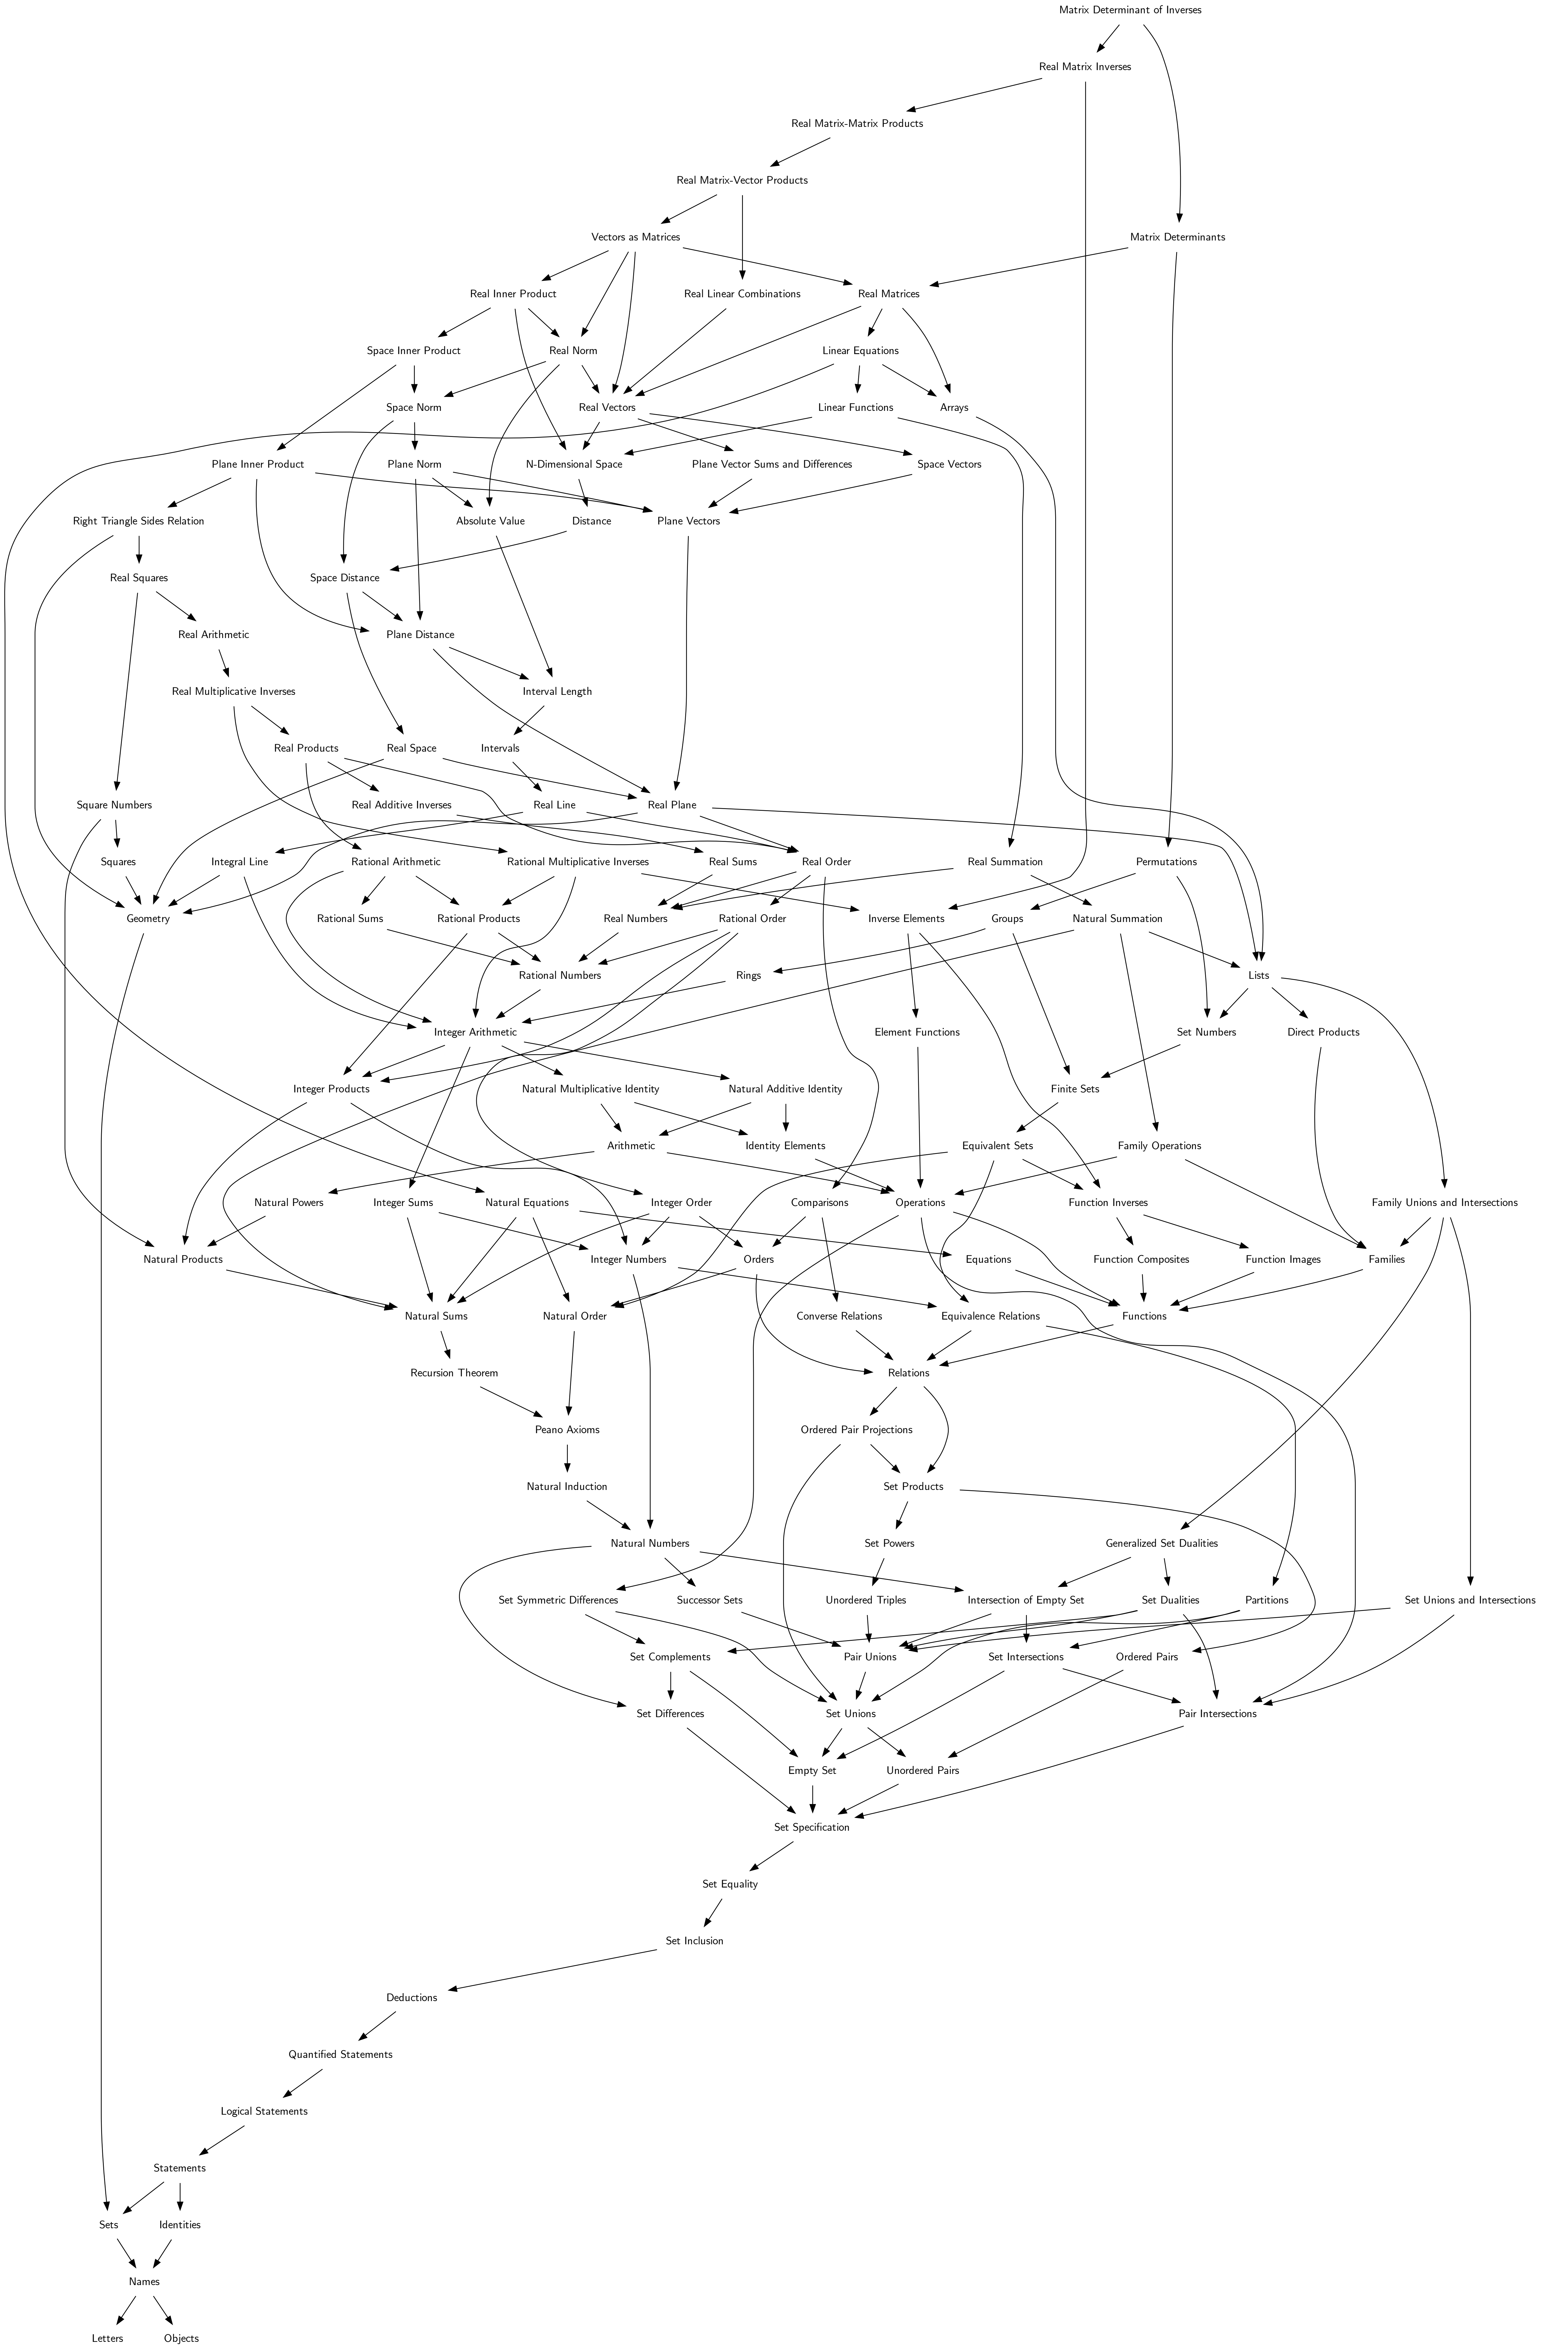 Matrix Determinant of Inverses
Real Matrix Inverses
Real Matrix-Matrix Products
Real Matrix-Vector Products
Vectors as Matrices
Matrix Determinants
Real Inner Product
Real Linear Combinations
Real Matrices
Space Inner Product
Real Norm
Linear Equations
Space Norm
Real Vectors
Linear Functions
Arrays
Plane Inner Product
Plane Norm
N-Dimensional Space
Plane Vector Sums and Differences
Space Vectors
Right Triangle Sides Relation
Absolute Value
Distance
Plane Vectors
Real Squares
Space Distance
Real Arithmetic
Plane Distance
Real Multiplicative Inverses
Interval Length
Real Products
Real Space
Intervals
Square Numbers
Real Additive Inverses
Real Line
Real Plane
Squares
Integral Line
Rational Arithmetic
Rational Multiplicative Inverses
Real Sums
Real Order
Real Summation
Permutations
Geometry
Rational Sums
Rational Products
Real Numbers
Rational Order
Inverse Elements
Groups
Natural Summation
Rational Numbers
Rings
Lists
Integer Arithmetic
Element Functions
Set Numbers
Direct Products
Integer Products
Natural Multiplicative Identity
Natural Additive Identity
Finite Sets
Arithmetic
Identity Elements
Equivalent Sets
Family Operations
Natural Powers
Integer Sums
Natural Equations
Integer Order
Comparisons
Operations
Function Inverses
Family Unions and Intersections
Natural Products
Integer Numbers
Orders
Equations
Function Composites
Function Images
Families
Natural Sums
Natural Order
Converse Relations
Equivalence Relations
Functions
Recursion Theorem
Relations
Peano Axioms
Ordered Pair Projections
Natural Induction
Set Products
Natural Numbers
Set Powers
Generalized Set Dualities
Set Symmetric Differences
Successor Sets
Unordered Triples
Intersection of Empty Set
Set Dualities
Partitions
Set Unions and Intersections
Set Complements
Pair Unions
Set Intersections
Ordered Pairs
Set Differences
Set Unions
Pair Intersections
Empty Set
Unordered Pairs
Set Specification
Set Equality
Set Inclusion
Deductions
Quantified Statements
Logical Statements
Statements
Sets
Identities
Names
Letters
Objects